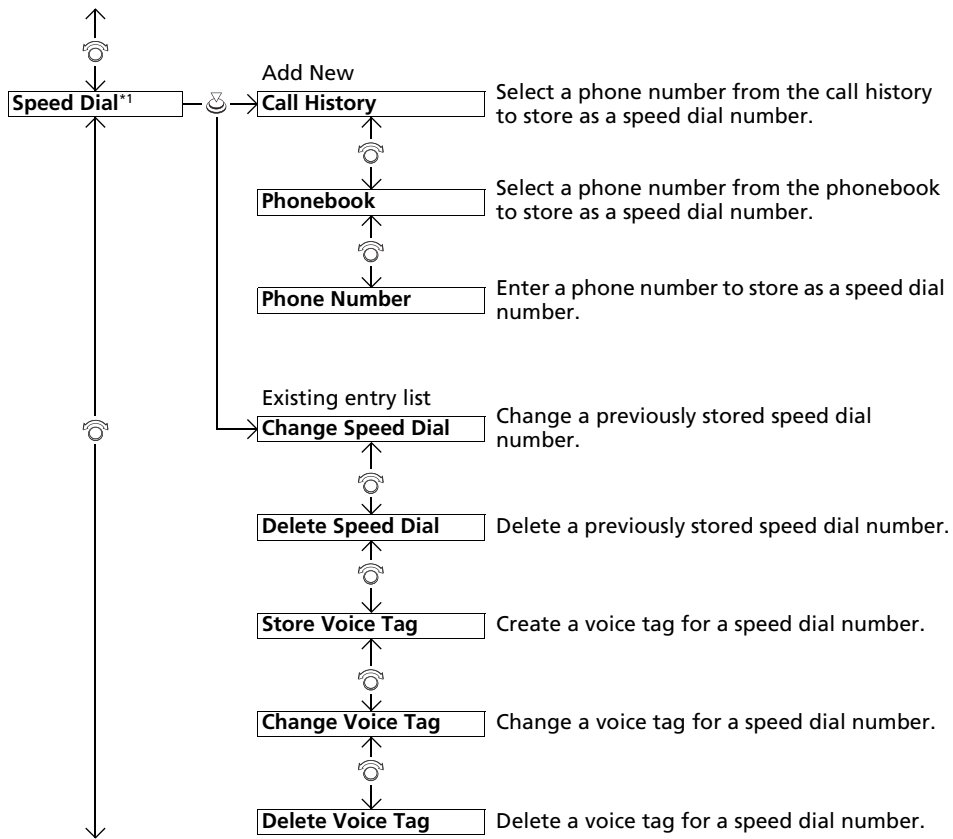 Add New
Speed Dial*1
Call History
Select a phone number from the call history
to store as a speed dial number.
Phonebook
Select a phone number from the phonebook
to store as a speed dial number.
Phone Number
Enter a phone number to store as a speed dial
number.
Existing entry list
Change Speed Dial
Change a previously stored speed dial
number.
Delete Speed Dial
Delete a previously stored speed dial number.
Store Voice Tag
Create a voice tag for a speed dial number.
Change Voice Tag
Change a voice tag for a speed dial number.
Delete Voice Tag
Delete a voice tag for a speed dial number.